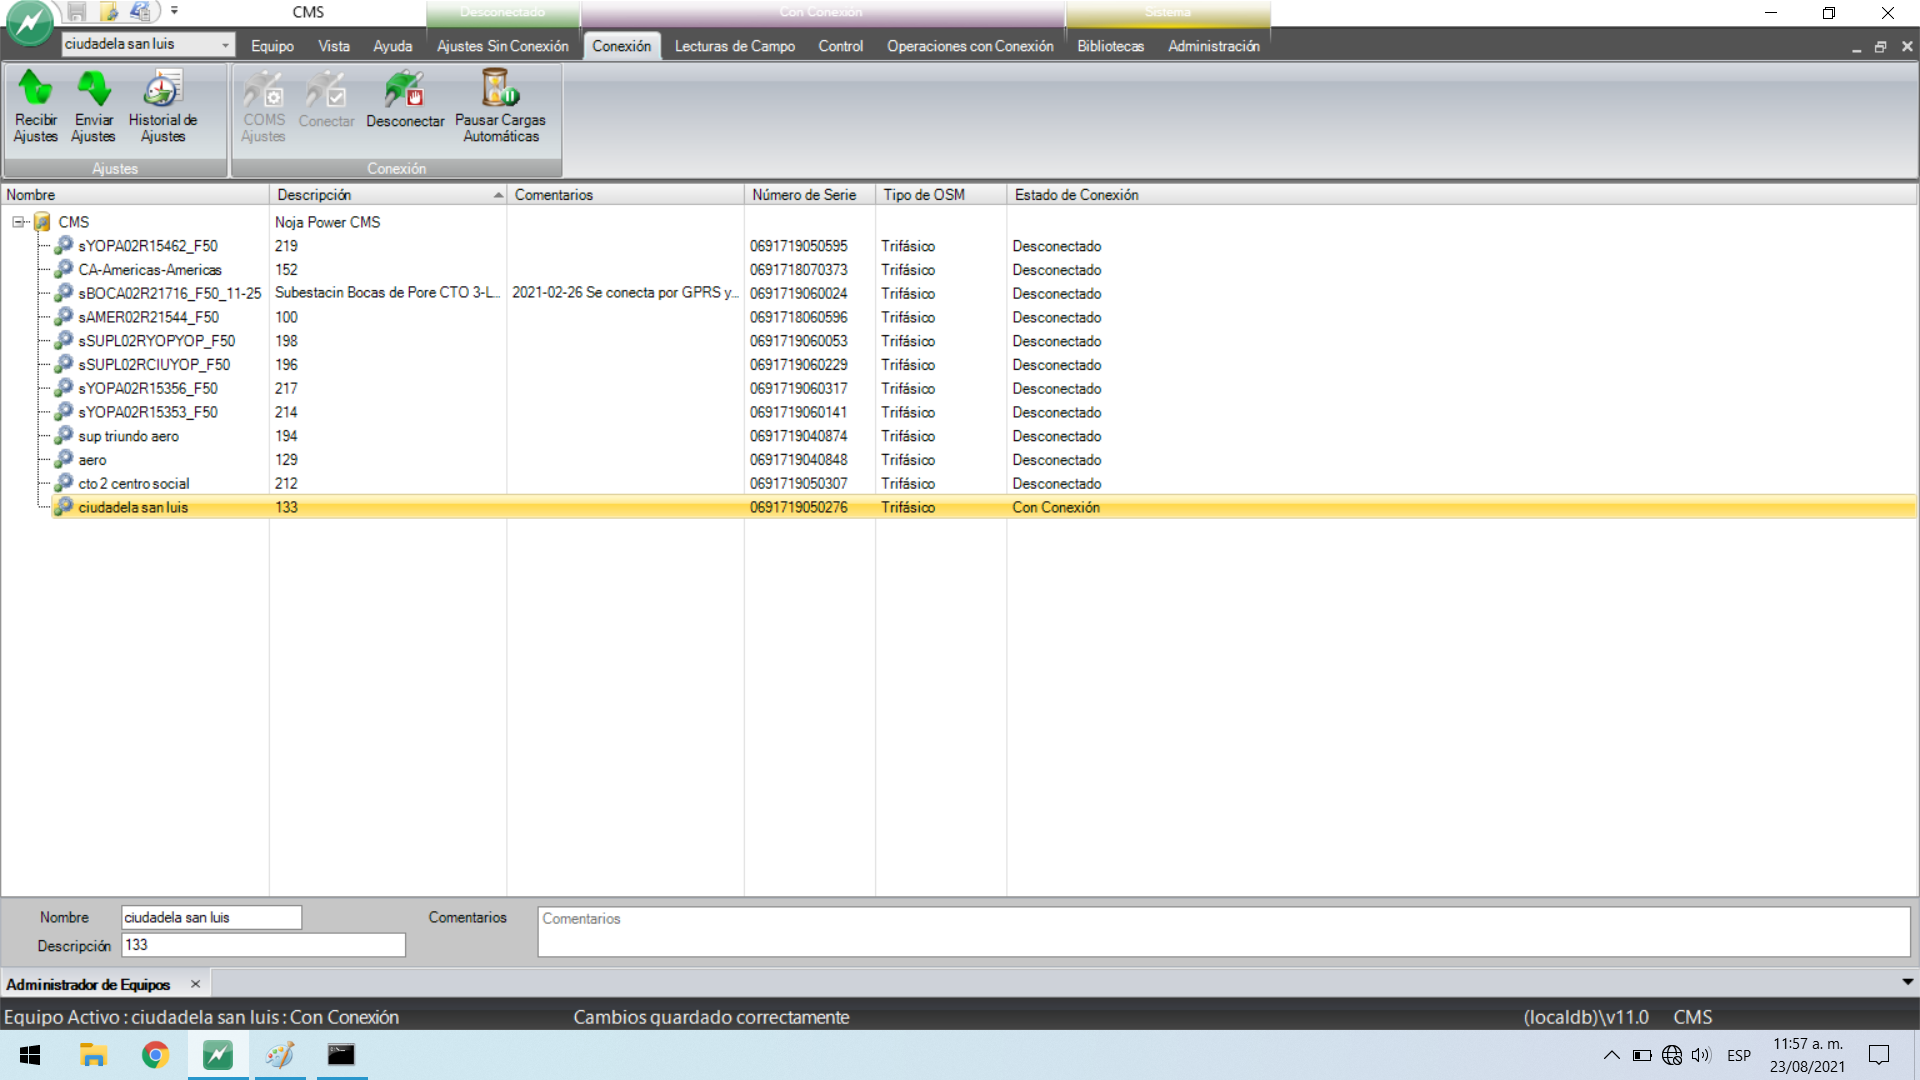 CMS
Desconectado
Con Conexión
Sistema
ciudadela san luis
Equipo
Vista
Ayuda
Ajustes Sin Conexión
Conexión
Lecturas de Campo
Control
Operaciones con Conexión
Bibliotecas
Administración
Recibir Ajustes
Enviar Ajustes
Historial de Ajustes
COMS Ajustes
Conectar
Desconectar
Pausar Cargas Automáticas
Ajustes
Conexión
Nombre Descripción Comentarios Número de Serie Tipo de OSM Estado de Conexión
CMS Noja Power CMS
sYOPA02R15462_F50 219 0691719050595 Trifásico Desconectado
CA-Americas-Americas 152 0691718070373 Trifásico Desconectado
sBOCA02R21716_F50_11-25 Subestacin Bocas de Pore CTO 3-L... 2021-02-26 Se conecta por GPRS y... 0691719060024 Trifásico Desconectado
sAMER02R21544_F50 100 0691718060596 Trifásico Desconectado
sSUPL02RYOPYOP_F50 198 0691719060053 Trifásico Desconectado
sSUPL02RCIUYOP_F50 196 0691719060229 Trifásico Desconectado
sYOPA02R15356_F50 217 0691719060317 Trifásico Desconectado
sYOPA02R15353_F50 214 0691719060141 Trifásico Desconectado
sup triundo aero 194 0691719040874 Trifásico Desconectado
aero 129 0691719040848 Trifásico Desconectado
cto 2 centro social 212 0691719050307 Trifásico Desconectado
ciudadela san luis 133 0691719050276 Trifásico Con Conexión
Nombre ciudadela san luis Comentarios Comentarios
Descripción 133
Administrador de Equipos
Equipo Activo : ciudadela san luis : Con Conexión Cambios guardado correctamente (localdb)\v11.0 CMS
ESP
11:57 a. m.
23/08/2021